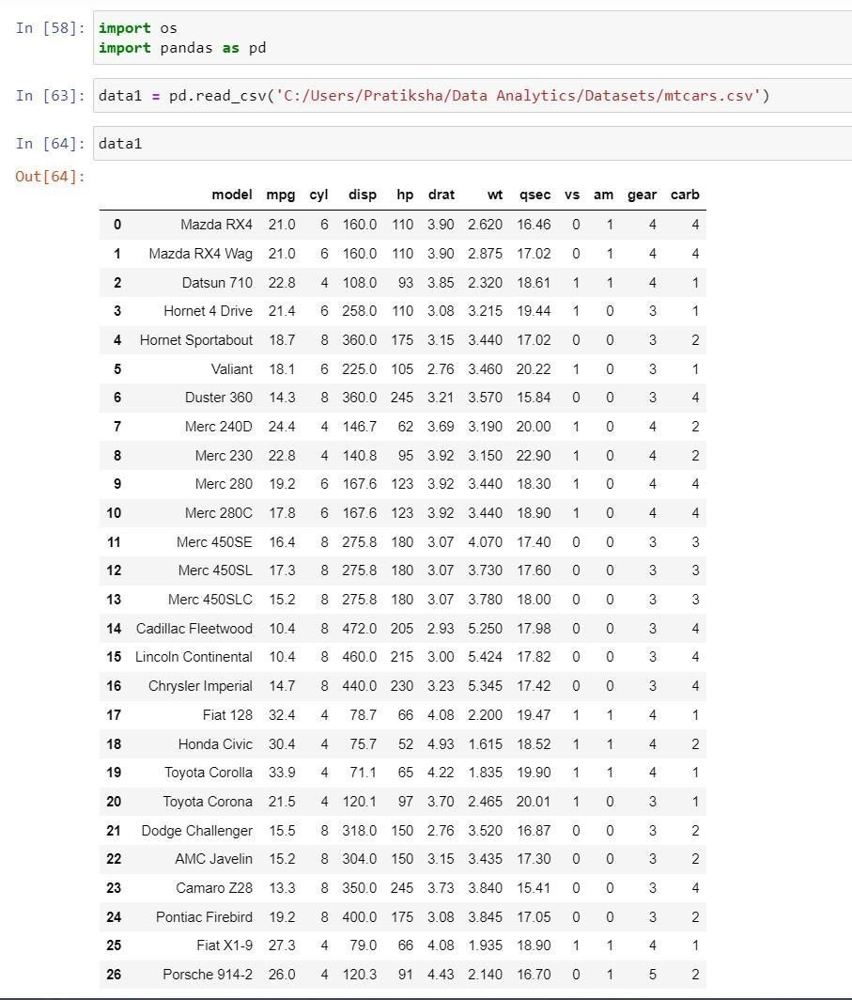 In [58]: import os
import pandas as pd
In [63]: data1 = pd.read_csv('C:/Users/Pratiksha/Data Analytics/Datasets/mtcars.csv')
In [64]: data1
Out[64]:
model mpg cyl disp hp drat wt qsec vs am gear carb
0 Mazda RX4 21.0 6 160.0 110 3.90 2.620 16.46 0 1 4 4
1 Mazda RX4 Wag 21.0 6 160.0 110 3.90 2.875 17.02 0 1 4 4
2 Datsun 710 22.8 4 108.0 93 3.85 2.320 18.61 1 1 4 1
3 Hornet 4 Drive 21.4 6 258.0 110 3.08 3.215 19.44 1 0 3 1
4 Hornet Sportabout 18.7 8 360.0 175 3.15 3.440 17.02 0 0 3 2
5 Valiant 18.1 6 225.0 105 2.76 3.460 20.22 1 0 3 1
6 Duster 360 14.3 8 360.0 245 3.21 3.570 15.84 0 0 3 4
7 Merc 240D 24.4 4 146.7 62 3.69 3.190 20.00 1 0 4 2
8 Merc 230 22.8 4 140.8 95 3.92 3.150 22.90 1 0 4 2
9 Merc 280 19.2 6 167.6 123 3.92 3.440 18.30 1 0 4 4
10 Merc 280C 17.8 6 167.6 123 3.92 3.440 18.90 1 0 4 4
11 Merc 450SE 16.4 8 275.8 180 3.07 4.070 17.40 0 0 3 3
12 Merc 450SL 17.3 8 275.8 180 3.07 3.730 17.60 0 0 3 3
13 Merc 450SLC 15.2 8 275.8 180 3.07 3.780 18.00 0 0 3 3
14 Cadillac Fleetwood 10.4 8 472.0 205 2.93 5.250 17.98 0 0 3 4
15 Lincoln Continental 10.4 8 460.0 215 3.00 5.424 17.82 0 0 3 4
16 Chrysler Imperial 14.7 8 440.0 230 3.23 5.345 17.42 0 0 3 4
17 Fiat 128 32.4 4 78.7 66 4.08 2.200 19.47 1 1 4 1
18 Honda Civic 30.4 4 75.7 52 4.93 1.615 18.52 1 1 4 2
19 Toyota Corolla 33.9 4 71.1 65 4.22 1.835 19.90 1 1 4 1
20 Toyota Corona 21.5 4 120.1 97 3.70 2.465 20.01 1 0 3 1
21 Dodge Challenger 15.5 8 318.0 150 2.76 3.520 16.87 0 0 3 2
22 AMC Javelin 15.2 8 304.0 150 3.15 3.435 17.30 0 0 3 2
23 Camaro Z28 13.3 8 350.0 245 3.73 3.840 15.41 0 0 3 4
24 Pontiac Firebird 19.2 8 400.0 175 3.08 3.845 17.05 0 0 3 2
25 Fiat X1-9 27.3 4 79.0 66 4.08 1.935 18.90 1 1 4 1
26 Porsche 914-2 26.0 4 120.3 91 4.43 2.140 16.70 0 1 5 2